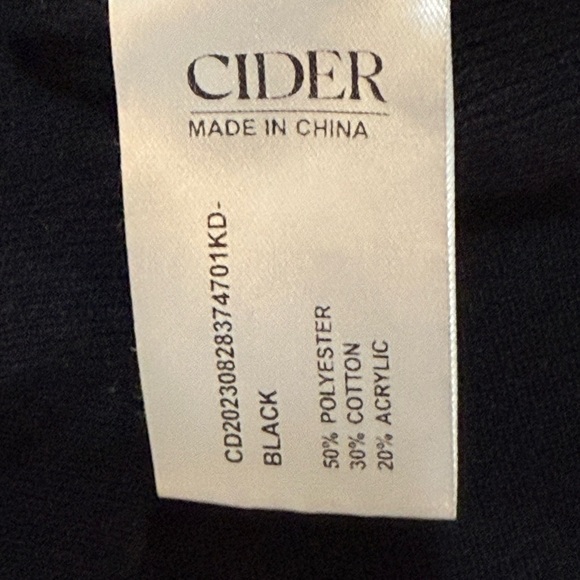 CIDER
MADE IN CHINA
CD20230828374701KD-
BLACK
50% POLYESTER
30% COTTON
20% ACRYLIC